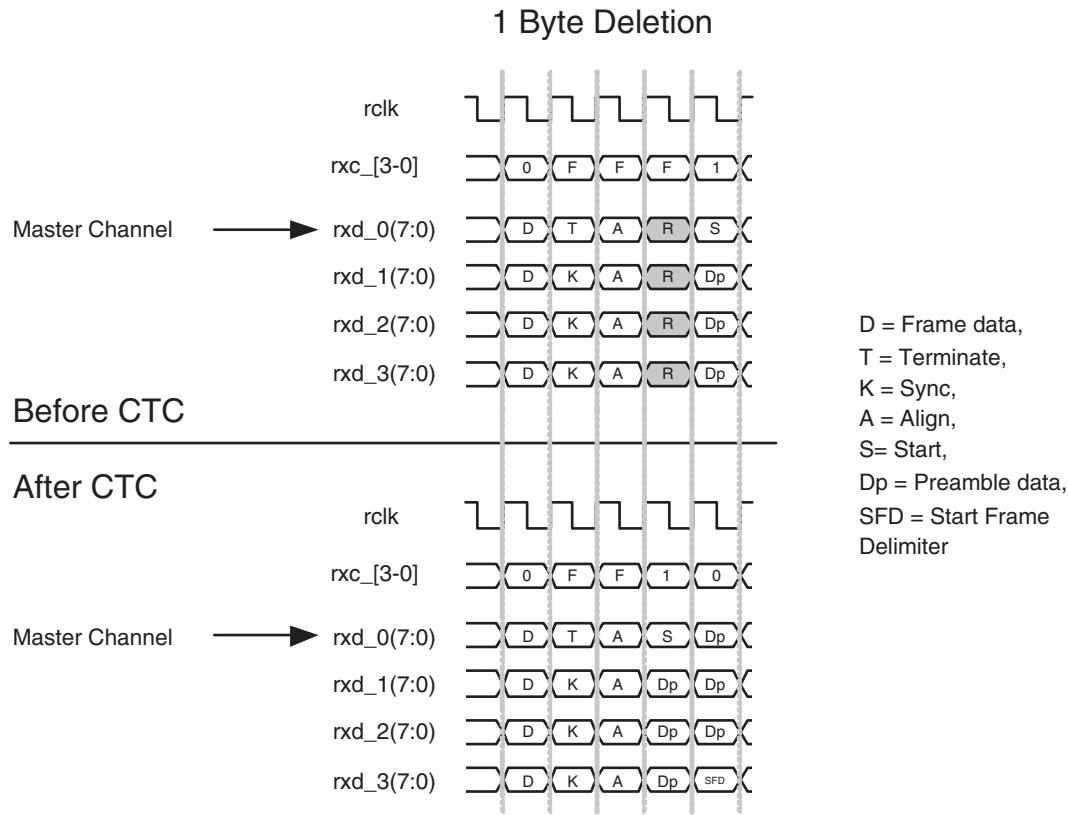 1 Byte Deletion
rclk
rxc_[3-0] 0 F F F 1
Master Channel rxd_0(7:0) D T A R S
rxd_1(7:0) D K A R Dp
rxd_2(7:0) D K A R Dp
rxd_3(7:0) D K A R Dp
Before CTC
D = Frame data,
T = Terminate,
K = Sync,
A = Align,
S= Start,
Dp = Preamble data,
SFD = Start Frame
Delimiter
After CTC
rclk
rxc_[3-0] 0 F F 1 0
Master Channel rxd_0(7:0) D T A S Dp
rxd_1(7:0) D K A Dp Dp
rxd_2(7:0) D K A Dp Dp
rxd_3(7:0) D K A Dp SFD